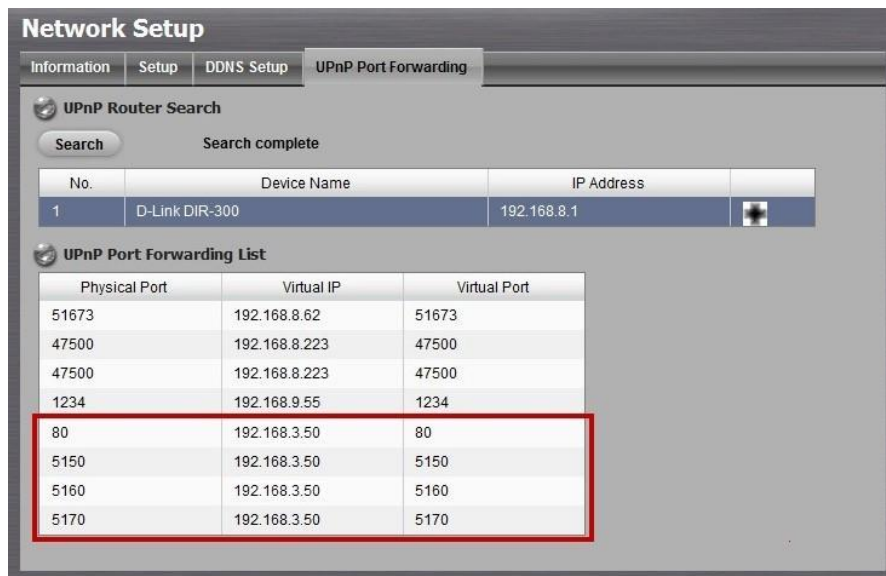 Network Setup
Information Setup DDNS Setup UPnP Port Forwarding
UPnP Router Search
Search Search complete
No. Device Name IP Address
1 D-Link DIR-300 192.168.8.1
UPnP Port Forwarding List
Physical Port Virtual IP Virtual Port
51673 192.168.8.62 51673
47500 192.168.8.223 47500
47500 192.168.8.223 47500
1234 192.168.9.55 1234
80 192.168.3.50 80
5150 192.168.3.50 5150
5160 192.168.3.50 5160
5170 192.168.3.50 5170